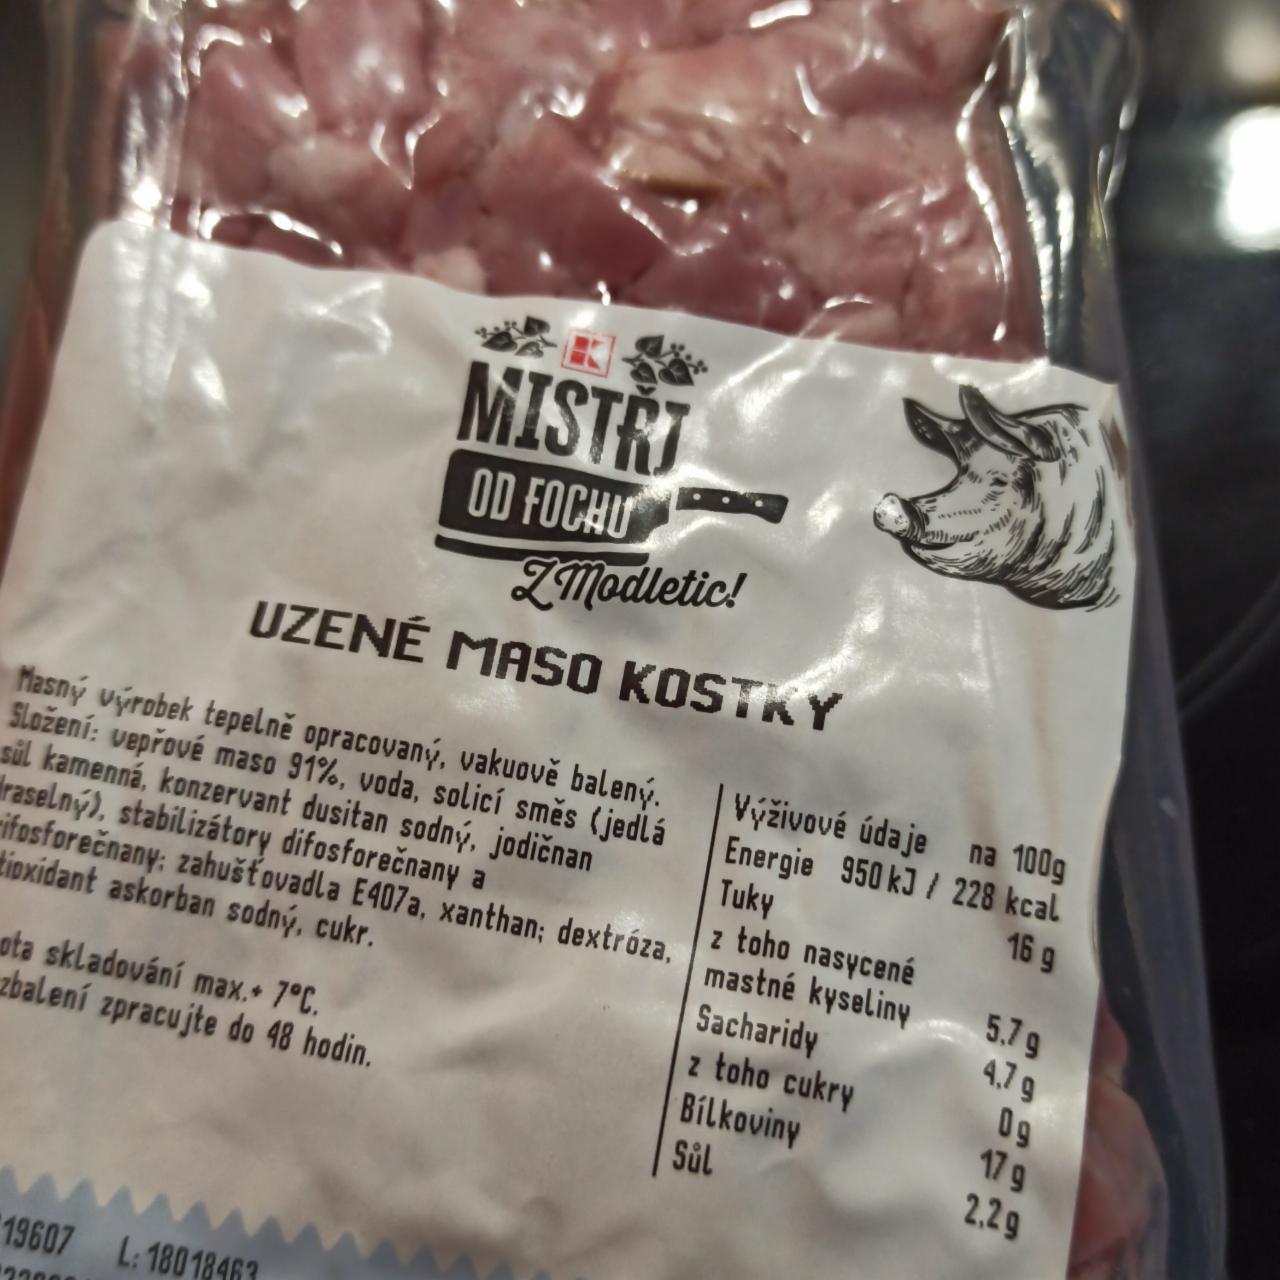 K
MISTŘI
OD FOCHU
Z Modletic!
UZENÉ MASO KOSTKY
Masný výrobek tepelně opracovaný, vakuově balený.
Složení: vepřové maso 91%, voda, solicí směs (jedlá
sůl kamenná, konzervant dusitan sodný, jodičnan
draselný), stabilizátory difosforečnany a
trifosforečnany; zahušťovadla E407a, xanthan; dextróza,
antioxidant askorban sodný, cukr.
skladování max.+ 7°C.
zpracujte do 48 hodin.
Výživové údaje na 100g
Energie 950 kJ / 228 kcal
Tuky 16 g
z toho nasycené
mastné kyseliny 5,7 g
Sacharidy 4,7 g
z toho cukry 0 g
Bílkoviny 17 g
Sůl 2,2 g
19607 L: 18018463